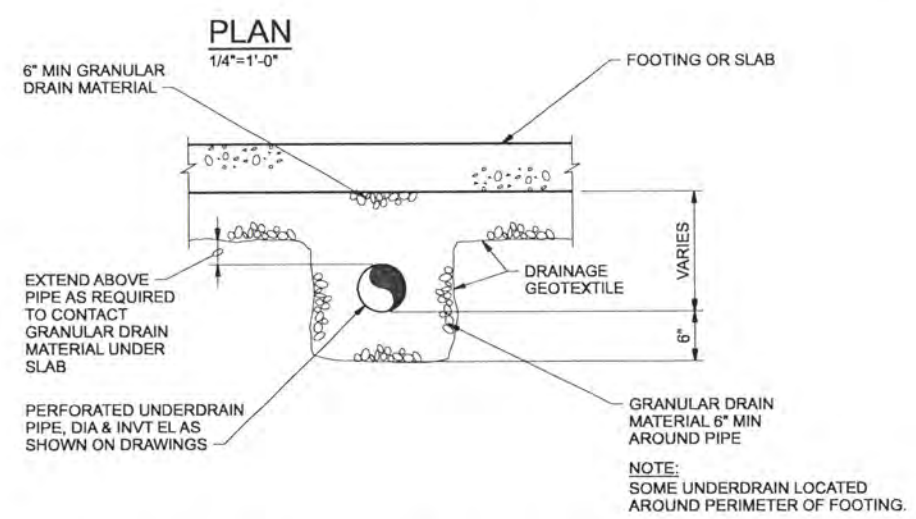 PLAN
1/4"=1'-0"
6" MIN GRANULAR
DRAIN MATERIAL
FOOTING OR SLAB
VARIES
6"
DRAINAGE
GEOTEXTILE
EXTEND ABOVE
PIPE AS REQUIRED
TO CONTACT
GRANULAR DRAIN
MATERIAL UNDER
SLAB
PERFORATED UNDERDRAIN
PIPE, DIA & INVT EL AS
SHOWN ON DRAWINGS
GRANULAR DRAIN
MATERIAL 6" MIN
AROUND PIPE
NOTE:
SOME UNDERDRAIN LOCATED
AROUND PERIMETER OF FOOTING.